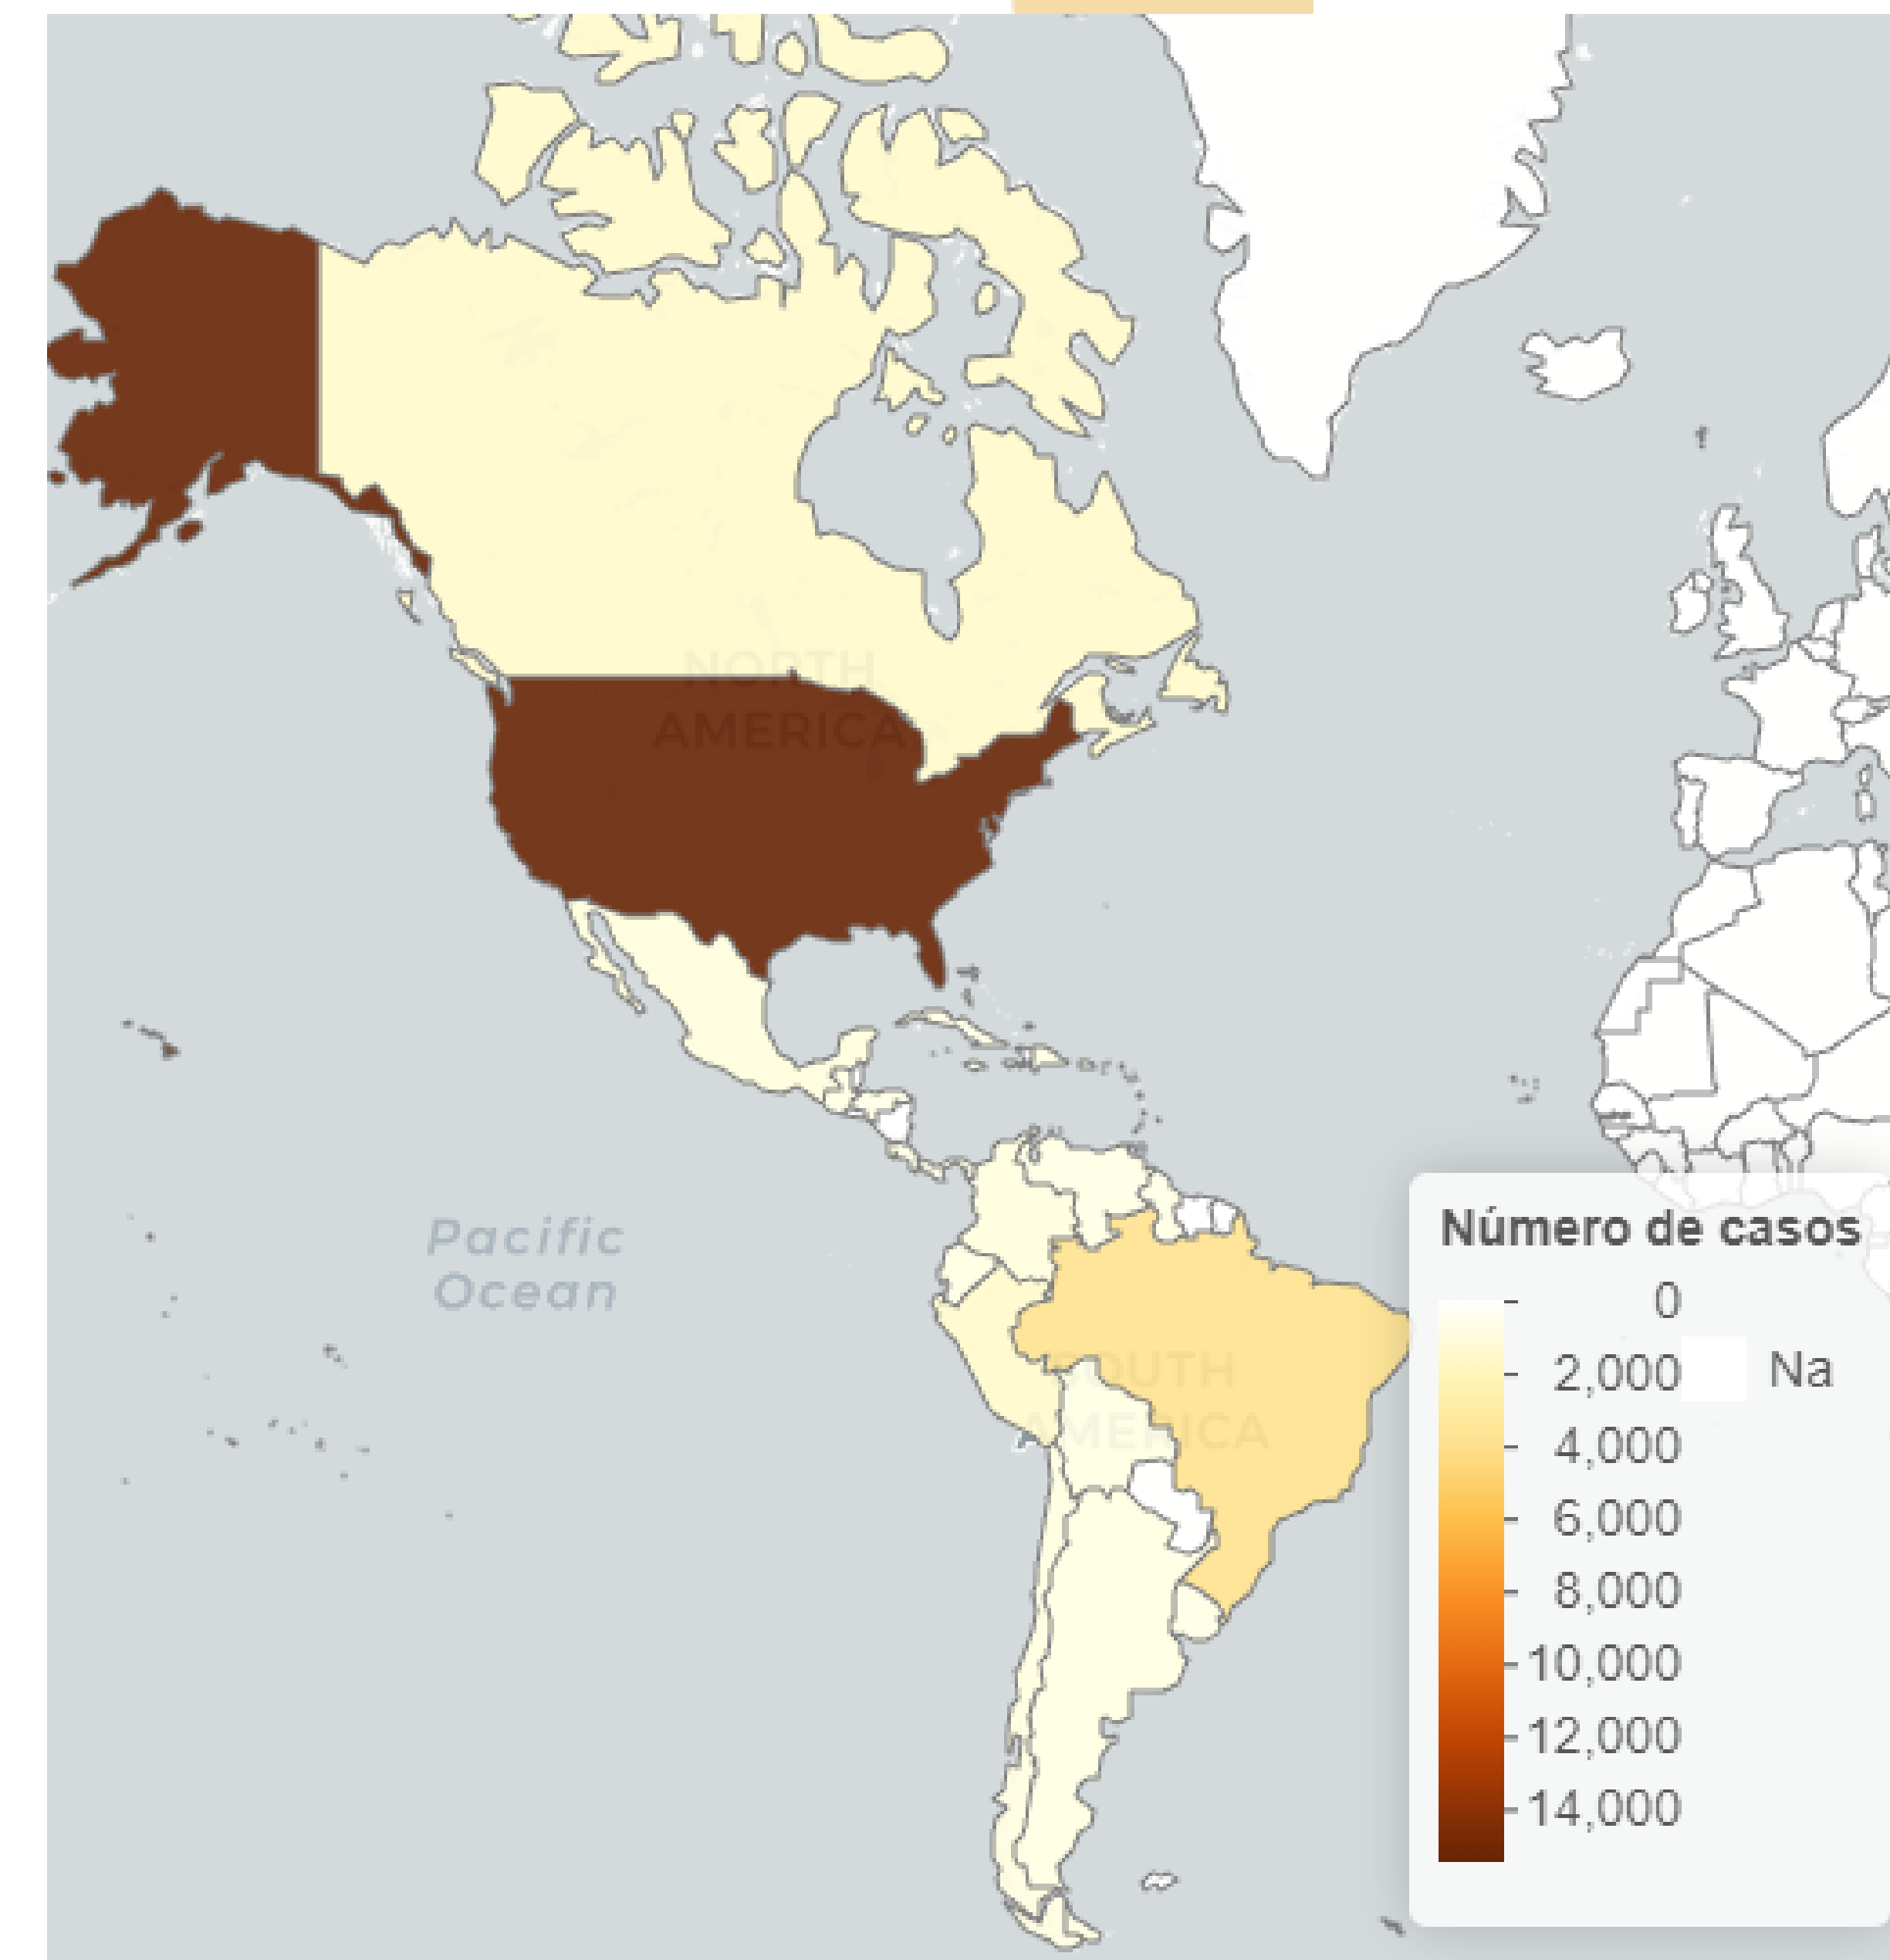 NORTH
AMERICA
Pacific
Ocean
SOUTH
AMERICA
Número de casos
0
2,000
Na
4,000
6,000
8,000
10,000
12,000
14,000